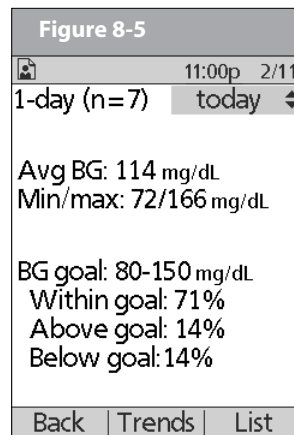 Figure 8-5
11:00p 2/11
1-day (n=7) today
Avg BG: 114 mg/dL
Min/max: 72/166 mg/dL
BG goal: 80-150 mg/dL
Within goal: 71%
Above goal: 14%
Below goal: 14%
Back | Trends | List